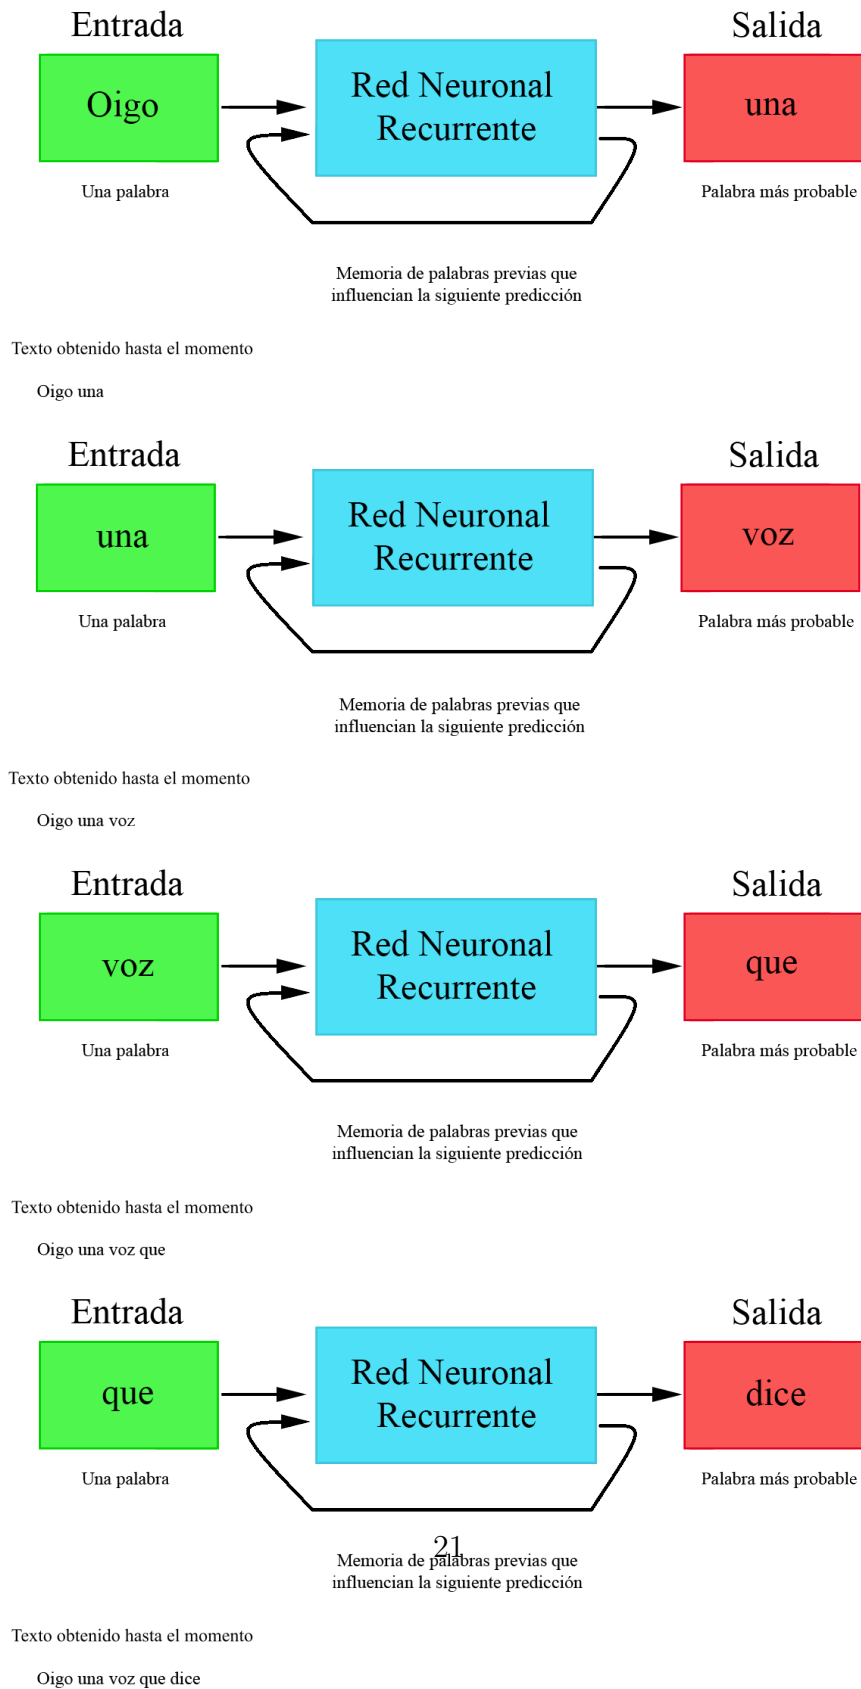 Entrada
Salida
Oigo
Red Neuronal
Recurrente
una
Una palabra
Palabra más probable
Memoria de palabras previas que
influencian la siguiente predicción
Texto obtenido hasta el momento
Oigo una
Entrada
Salida
una
Red Neuronal
Recurrente
voz
Una palabra
Palabra más probable
Memoria de palabras previas que
influencian la siguiente predicción
Texto obtenido hasta el momento
Oigo una voz
Entrada
Salida
voz
Red Neuronal
Recurrente
que
Una palabra
Palabra más probable
Memoria de palabras previas que
influencian la siguiente predicción
Texto obtenido hasta el momento
Oigo una voz que
Entrada
Salida
que
Red Neuronal
Recurrente
dice
Una palabra
Palabra más probable
21
Memoria de palabras previas que
influencian la siguiente predicción
Texto obtenido hasta el momento
Oigo una voz que dice